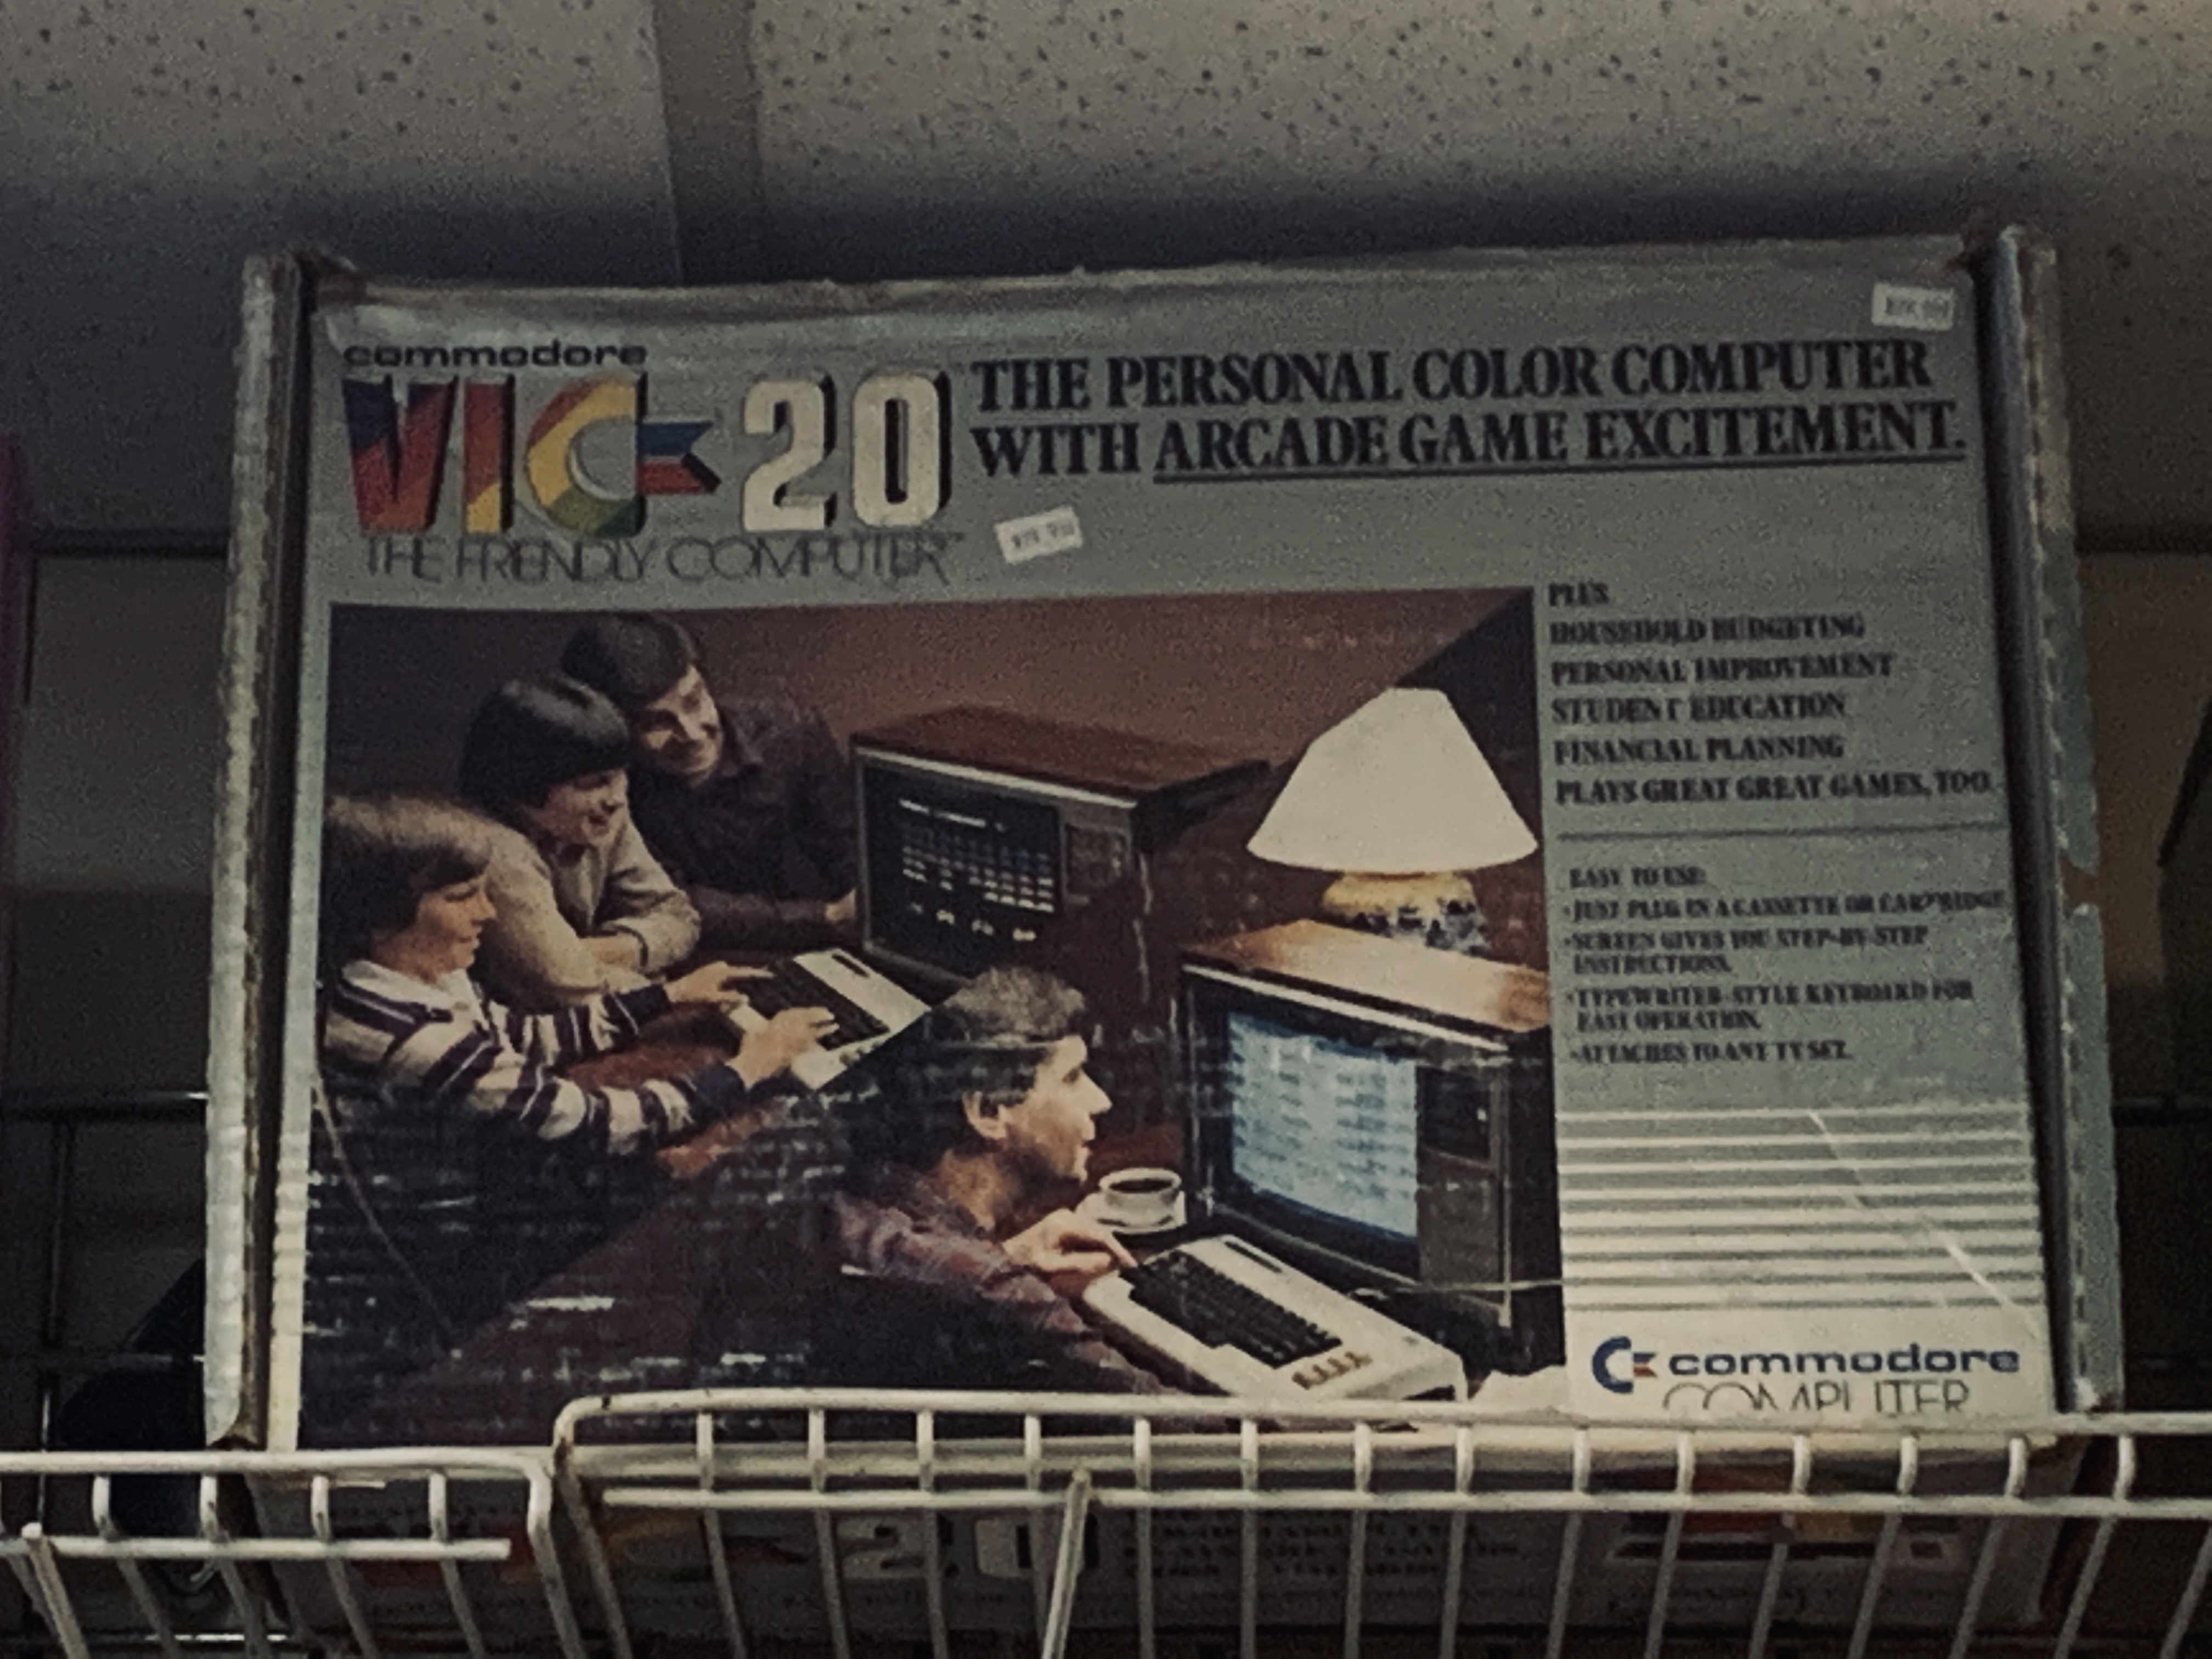 commodore
VIC-20
THE FRIENDLY COMPUTER
THE PERSONAL COLOR COMPUTER
WITH ARCADE GAME EXCITEMENT.
PLUS
HOUSEHOLD BUDGETING
PERSONAL IMPROVEMENT
STUDENT EDUCATION
FINANCIAL PLANNING
PLAYS GREAT GREAT GAMES, TOO.
EASY TO USE:
•JUST PLUG IN A CASSETTE OR CARTRIDGE
•SCREEN GIVES YOU STEP-BY-STEP
INSTRUCTIONS.
•TYPEWRITER-STYLE KEYBOARD FOR
EASY OPERATION.
•ATTACHES TO ANY TV SET.
commodore
COMPUTER
20